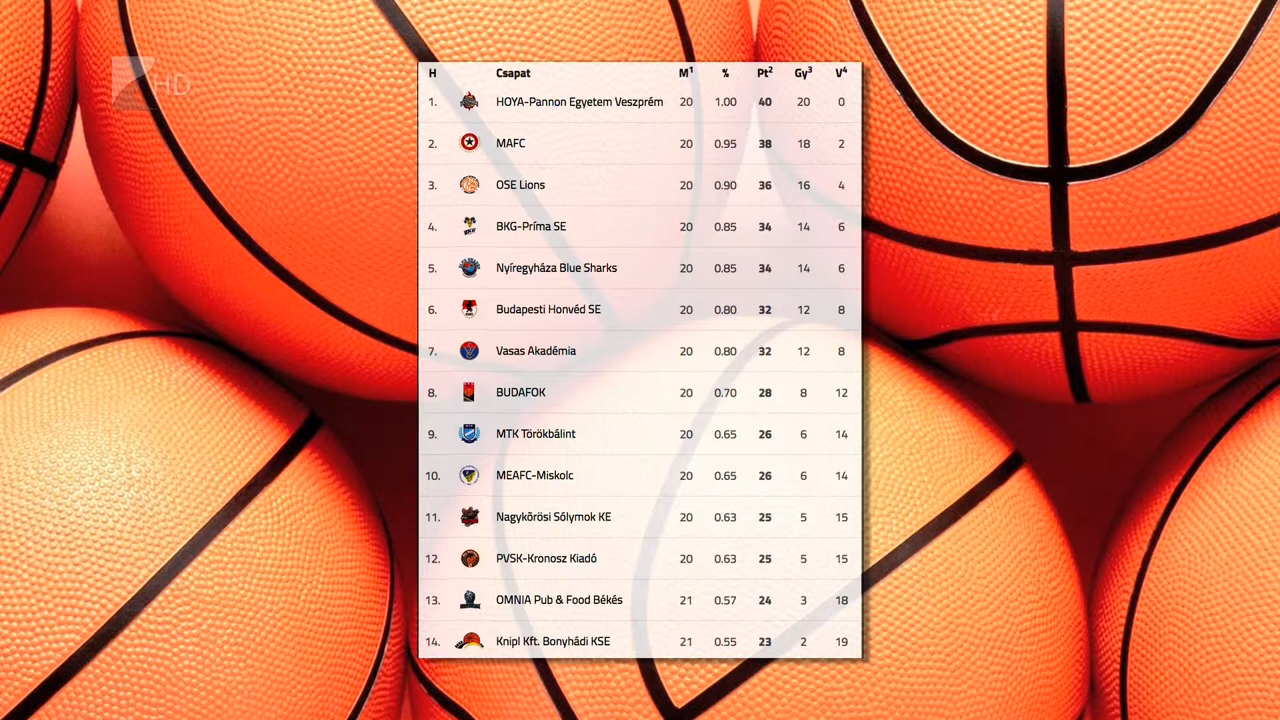 HD
H Csapat M¹ % Pt² Gy³ V⁴
1. HOYA-Pannon Egyetem Veszprém 20 1.00 40 20 0
2. MAFC 20 0.95 38 18 2
3. OSE Lions 20 0.90 36 16 4
4. BKG-Príma SE 20 0.85 34 14 6
5. Nyíregyháza Blue Sharks 20 0.85 34 14 6
6. Budapesti Honvéd SE 20 0.80 32 12 8
7. Vasas Akadémia 20 0.80 32 12 8
8. BUDAFOK 20 0.70 28 8 12
9. MTK Törökbálint 20 0.65 26 6 14
10. MEAFC-Miskolc 20 0.65 26 6 14
11. Nagykõrösi Sólymok KE 20 0.63 25 5 15
12. PVSK-Kronosz Kiadó 20 0.63 25 5 15
13. OMNIA Pub & Food Békés 21 0.57 24 3 18
14. Knipl Kft. Bonyhádi KSE 21 0.55 23 2 19